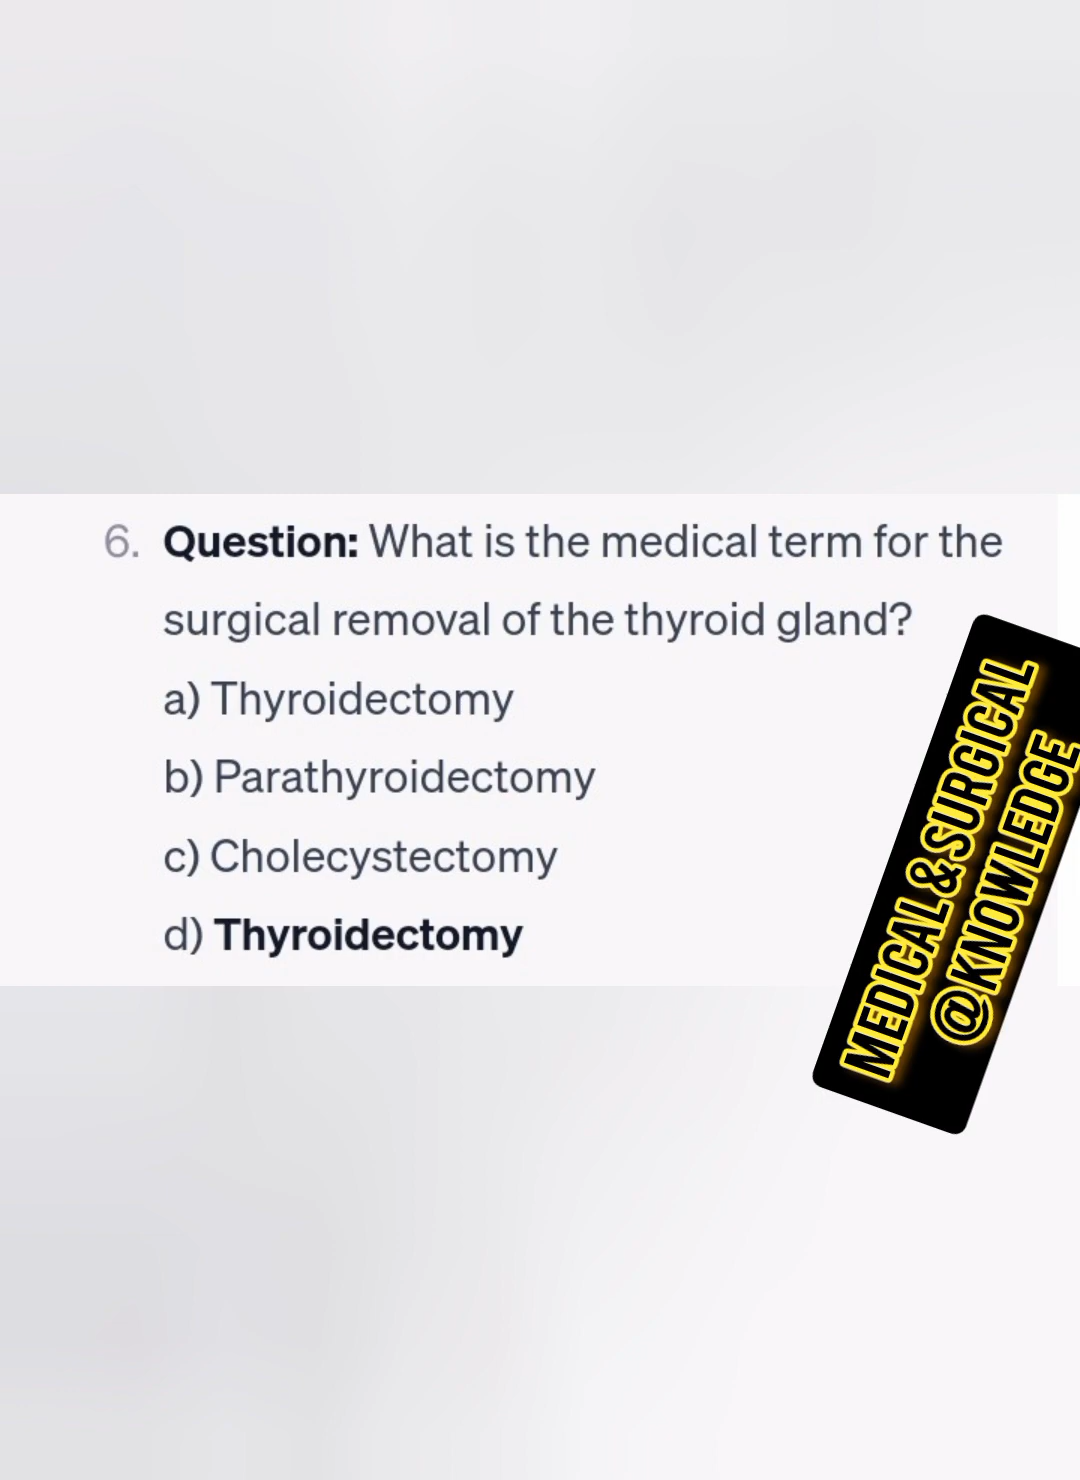 6. Question: What is the medical term for the
surgical removal of the thyroid gland?
a) Thyroidectomy
b) Parathyroidectomy
c) Cholecystectomy
d) Thyroidectomy
MEDICAL & SURGICAL
@KNOWLEDGE